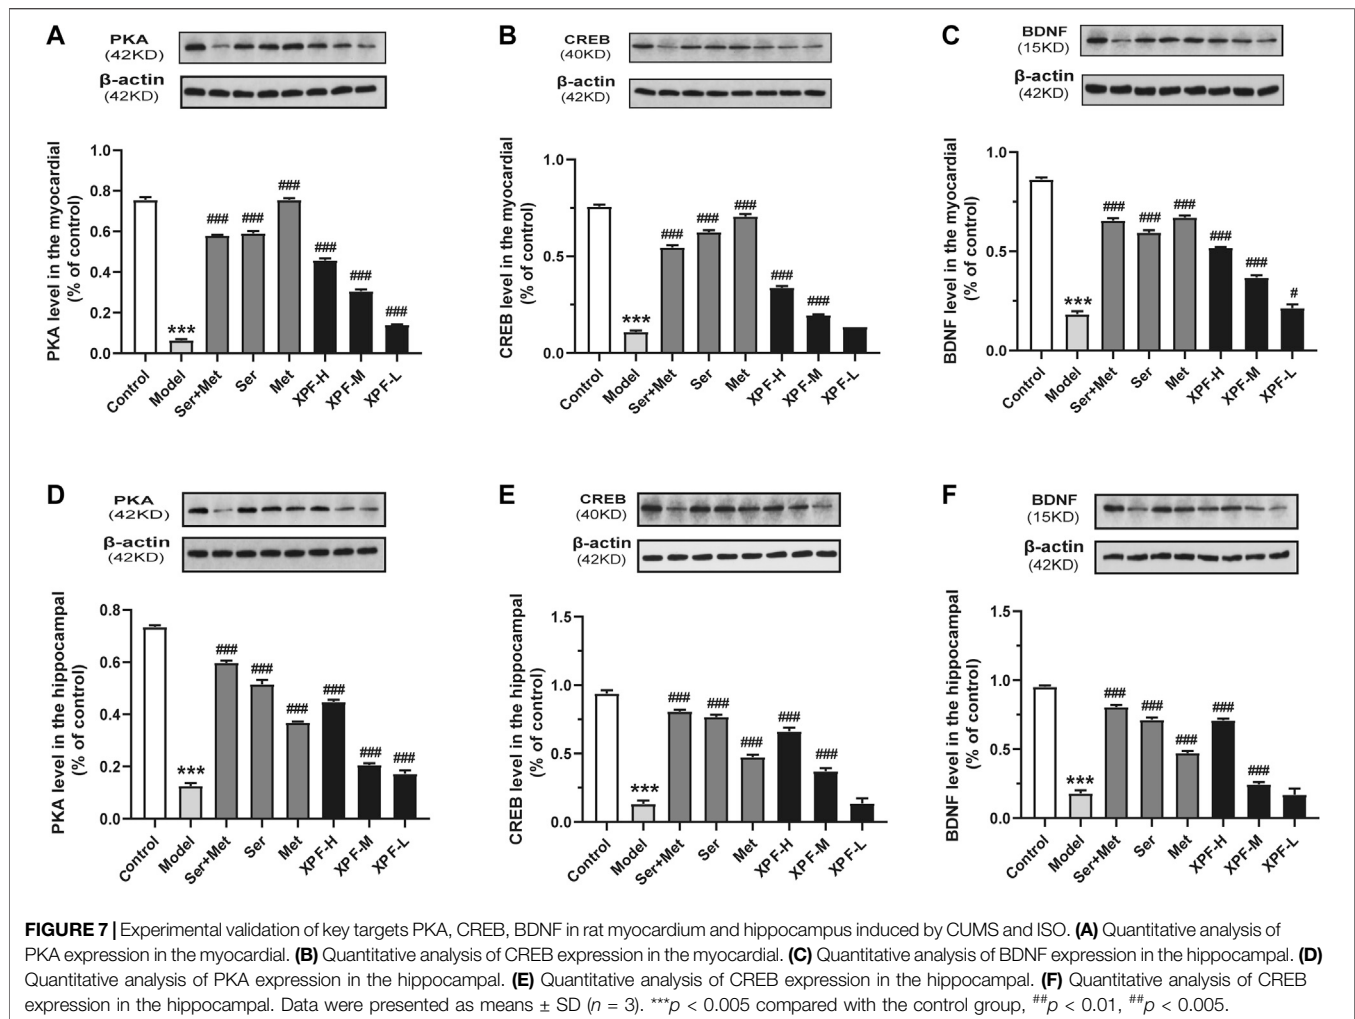 A
PKA
(42KD)
β-actin
(42KD)
PKA level in the myocardial
(% of control)
1.0
0.8
0.6
0.4
0.2
0.0
***
###
###
###
###
###
###
Control
Model
Ser+Met
Ser
Met
XPF-H
XPF-M
XPF-L
B
CREB
(40KD)
β-actin
(42KD)
CREB level in the myocardial
(% of control)
1.0
0.5
0.0
***
###
###
###
###
###
Control
Model
Ser+Met
Ser
Met
XPF-H
XPF-M
XPF-L
C
BDNF
(15KD)
β-actin
(42KD)
BDNF level in the myocardial
(% of control)
1.0
0.5
0.0
***
###
###
###
###
###
#
Control
Model
Ser+Met
Ser
Met
XPF-H
XPF-M
XPF-L
D
PKA
(42KD)
β-actin
(42KD)
PKA level in the hippocampal
(% of control)
0.8
0.6
0.4
0.2
0.0
***
###
###
###
###
###
###
Control
Model
Ser+Met
Ser
Met
XPF-H
XPF-M
XPF-L
E
CREB
(40KD)
β-actin
(42KD)
CREB level in the hippocampal
(% of control)
1.5
1.0
0.5
0.0
***
###
###
###
###
###
Control
Model
Ser+Met
Ser
Met
XPF-H
XPF-M
XPF-L
F
BDNF
(15KD)
β-actin
(42KD)
BDNF level in the hippocampal
(% of control)
1.5
1.0
0.5
0.0
***
###
###
###
###
###
Control
Model
Ser+Met
Ser
Met
XPF-H
XPF-M
XPF-L
FIGURE 7 | Experimental validation of key targets PKA, CREB, BDNF in rat myocardium and hippocampus induced by CUMS and ISO. (A) Quantitative analysis of
PKA expression in the myocardial. (B) Quantitative analysis of CREB expression in the myocardial. (C) Quantitative analysis of BDNF expression in the hippocampal. (D)
Quantitative analysis of PKA expression in the hippocampal. (E) Quantitative analysis of CREB expression in the hippocampal. (F) Quantitative analysis of CREB
expression in the hippocampal. Data were presented as means ± SD (n = 3). ***p < 0.005 compared with the control group, ##p < 0.01, ##p < 0.005.